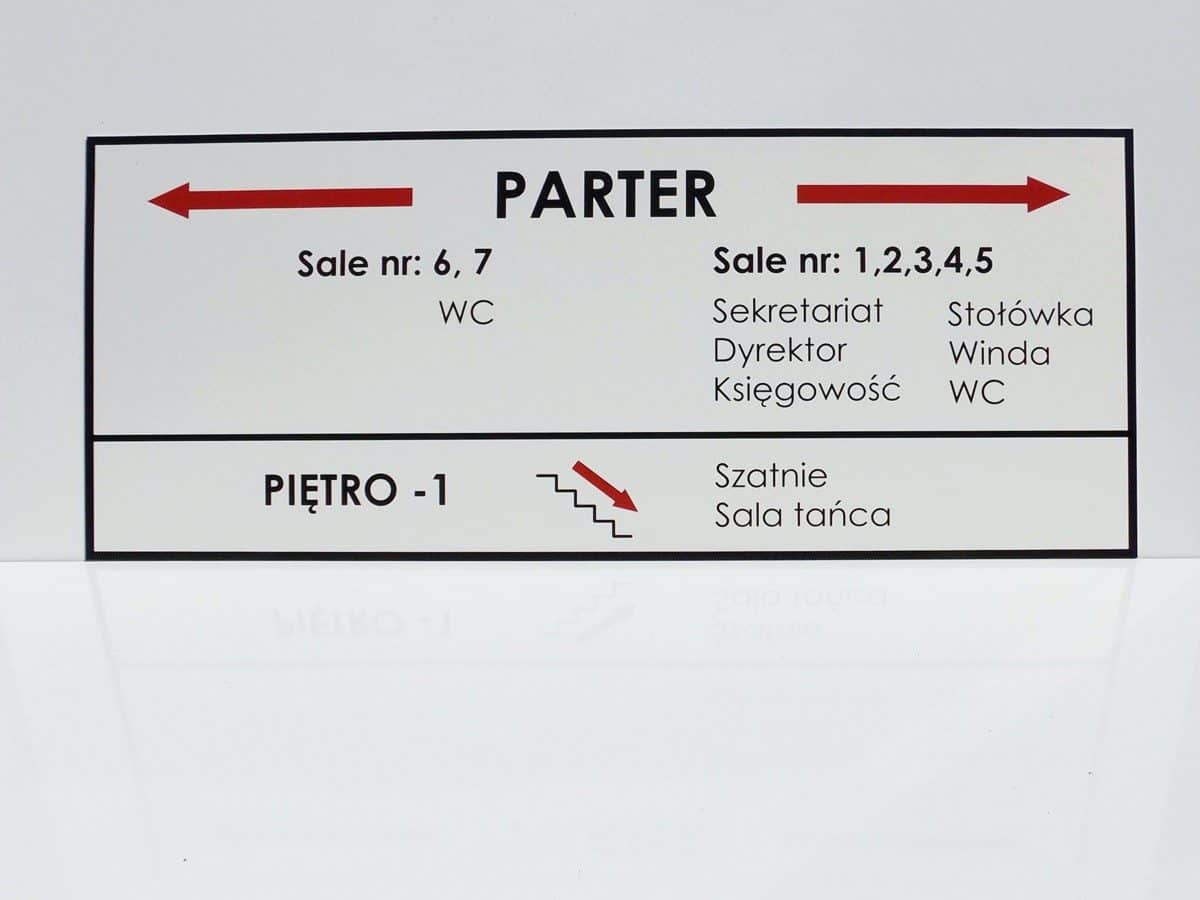 PARTER
Sale nr: 6, 7
WC
Sale nr: 1,2,3,4,5
Sekretariat
Dyrektor
Księgowość
Stołówka
Winda
WC
PIĘTRO -1
Szatnie
Sala tańca